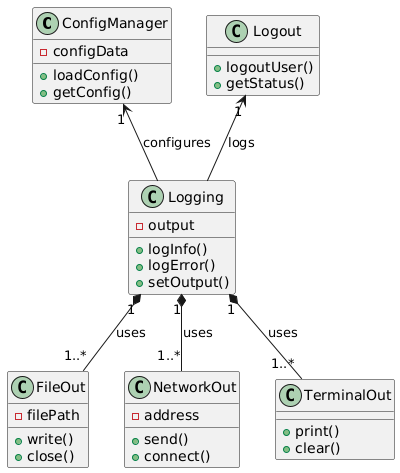 C ConfigManager
configData
loadConfig()
getConfig()
C Logout
logoutUser()
getStatus()
1
1
configures
logs
C Logging
output
logInfo()
logError()
setOutput()
1
1
1
uses
uses
uses
1..*
1..*
1..*
C FileOut
filePath
write()
close()
C NetworkOut
address
send()
connect()
C TerminalOut
print()
clear()